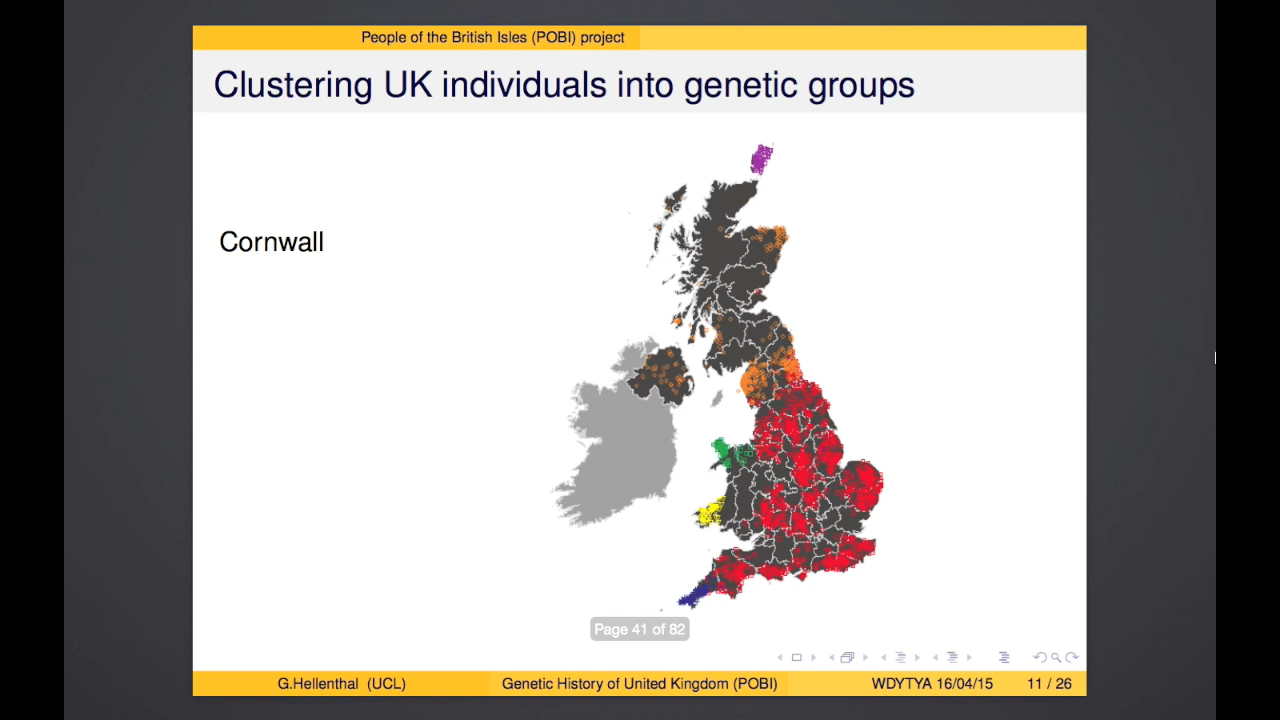 People of the British Isles (POBI) project
Clustering UK individuals into genetic groups
Cornwall
Page 41 of 82
G.Hellenthal (UCL)
Genetic History of United Kingdom (POBI)
WDYTYA 16/04/15
11 / 26